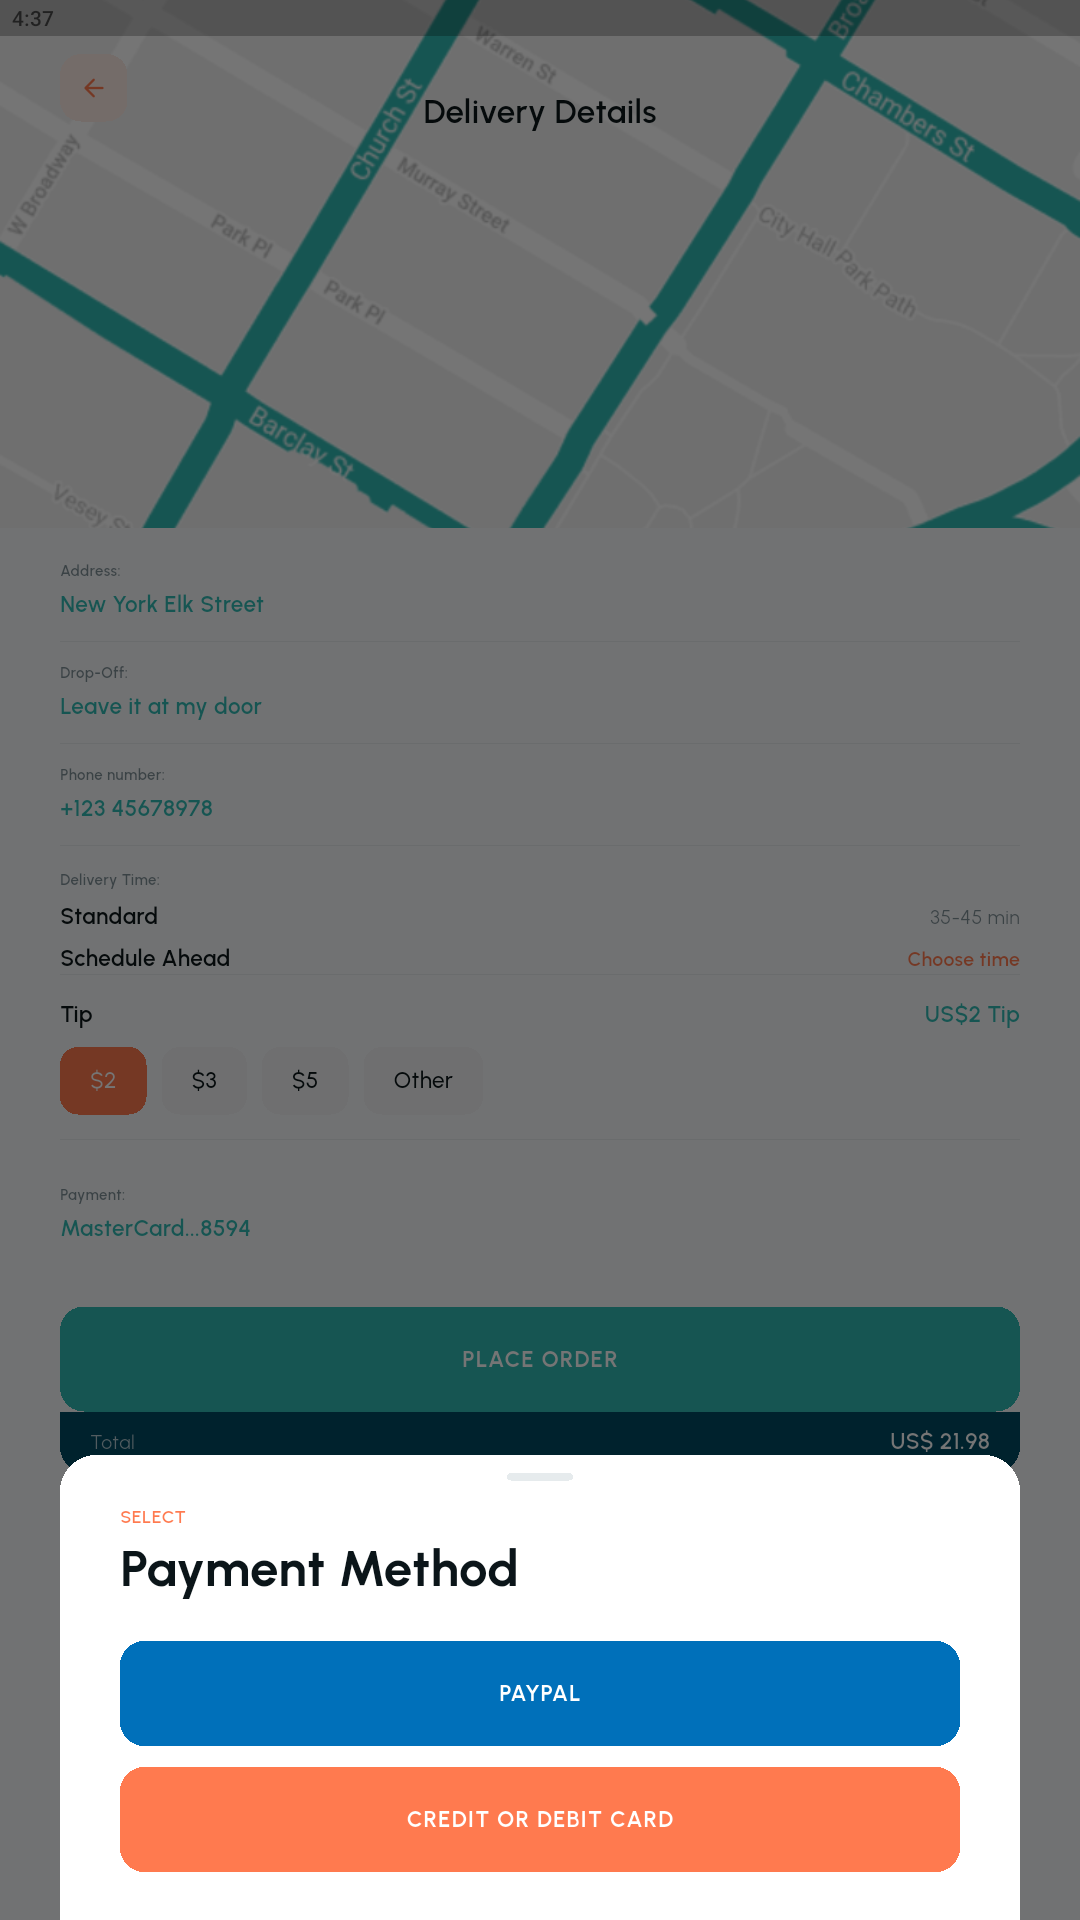 4:37
Warren St
Broa
Chambers St
Church St
Delivery Details
W Broadway
Murray Street
Park Pl
City Hall Park Path
Park Pl
Barclay St
Vesey S
Address:
New York Elk Street
Drop-Off:
Leave it at my door
Phone number:
+123 45678978
Delivery Time:
Standard 35-45 min
Schedule Ahead Choose time
Tip US$2 Tip
$2 $3 $5 Other
Payment:
MasterCard...8594
PLACE ORDER
Total US$ 21.98
SELECT
Payment Method
PAYPAL
CREDIT OR DEBIT CARD